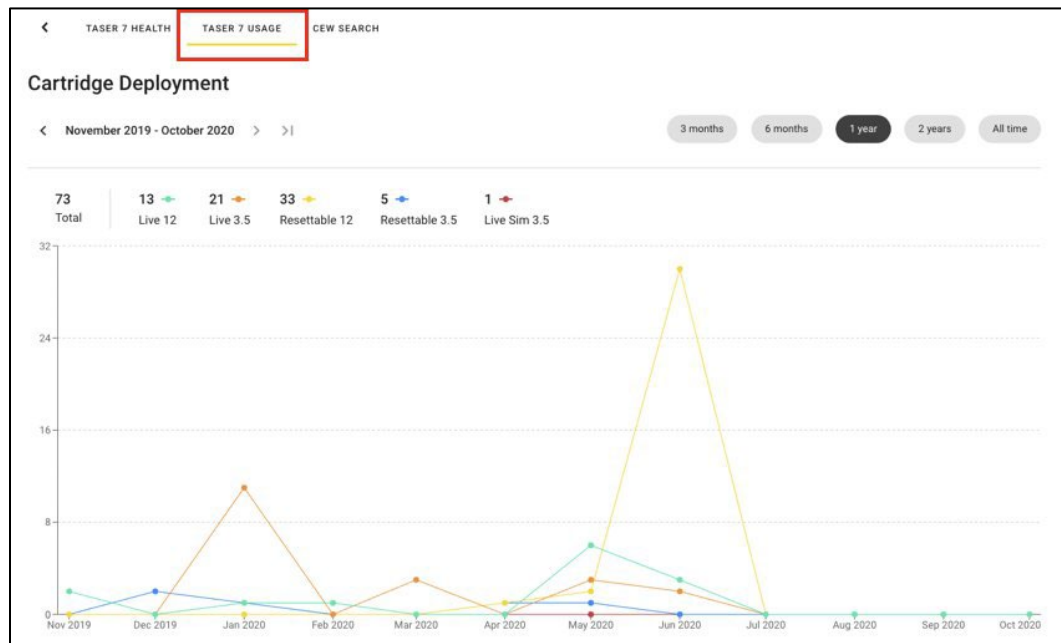 TASER 7 HEALTH TASER 7 USAGE CEW SEARCH
Cartridge Deployment
November 2019 - October 2020 3 months 6 months 1 year 2 years All time
73 13 21 33 5 1
Total Live 12 Live 3.5 Resettable 12 Resettable 3.5 Live Sim 3.5
32
24
16
8
0
Nov 2019 Dec 2019 Jan 2020 Feb 2020 Mar 2020 Apr 2020 May 2020 Jun 2020 Jul 2020 Aug 2020 Sep 2020 Oct 2020